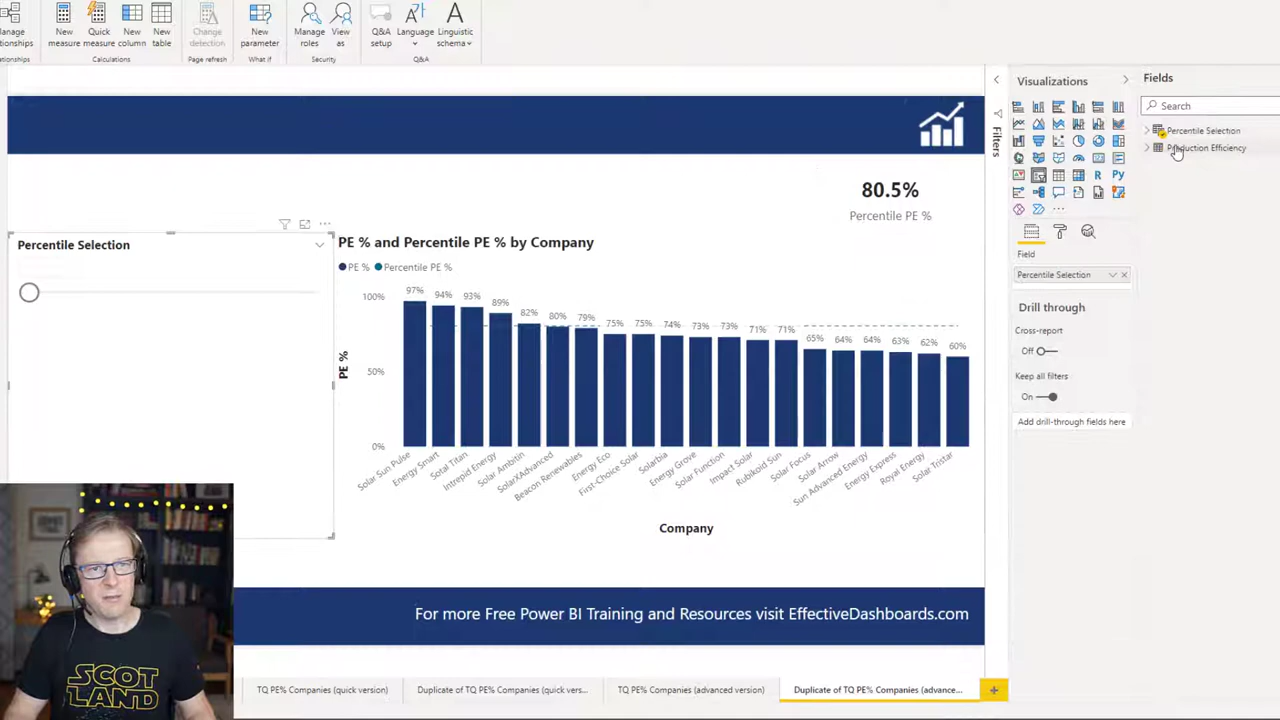 Manage
relationships
New
measure
Quick
measure
New
column
New
table
Change
detection
New
parameter
Manage
roles
View
as
Q&A
setup
Language
Linguistic
schema
Calculations
Page refresh
What if
Security
Q&A
Visualizations
Fields
Search
Percentile Selection
Production Efficiency
Filters
80.5%
Percentile PE %
Percentile Selection
PE % and Percentile PE % by Company
PE % Percentile PE %
100%
50%
0%
PE %
97% 94% 93% 89% 82% 80% 79% 75% 75% 74% 73% 73% 71% 71% 65% 64% 64% 63% 62% 60%
Solar Sun Pulse
Energy Smart
Sotal Titan
Intrepid Energy
Solar Ambitin
SolarXAdvanced
Beacon Renewables
Energy Eco
First-Choice Solar
Solarbia
Energy Grove
Solar Function
Impact Solar
Rubikoid Sun
Solar Focus
Solar Arrow
Sun Advanced Energy
Energy Express
Royal Energy
Solar Tristar
Company
R Py
Field
Percentile Selection
Drill through
Cross-report
Off
Keep all filters
On
Add drill-through fields here
SCOT
LAND
For more Free Power BI Training and Resources visit EffectiveDashboards.com
TQ PE% Companies (quick version)
Duplicate of TQ PE% Companies (quick vers...
TQ PE% Companies (advanced version)
Duplicate of TQ PE% Companies (advance...